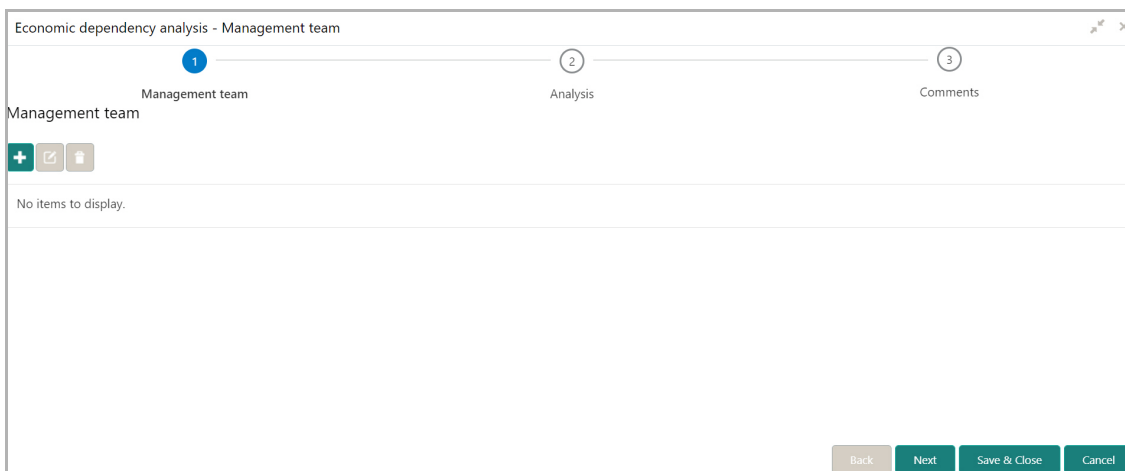 Economic dependency analysis - Management team
1 2 3
Management team Analysis Comments
Management team
No items to display.
Back Next Save & Close Cancel